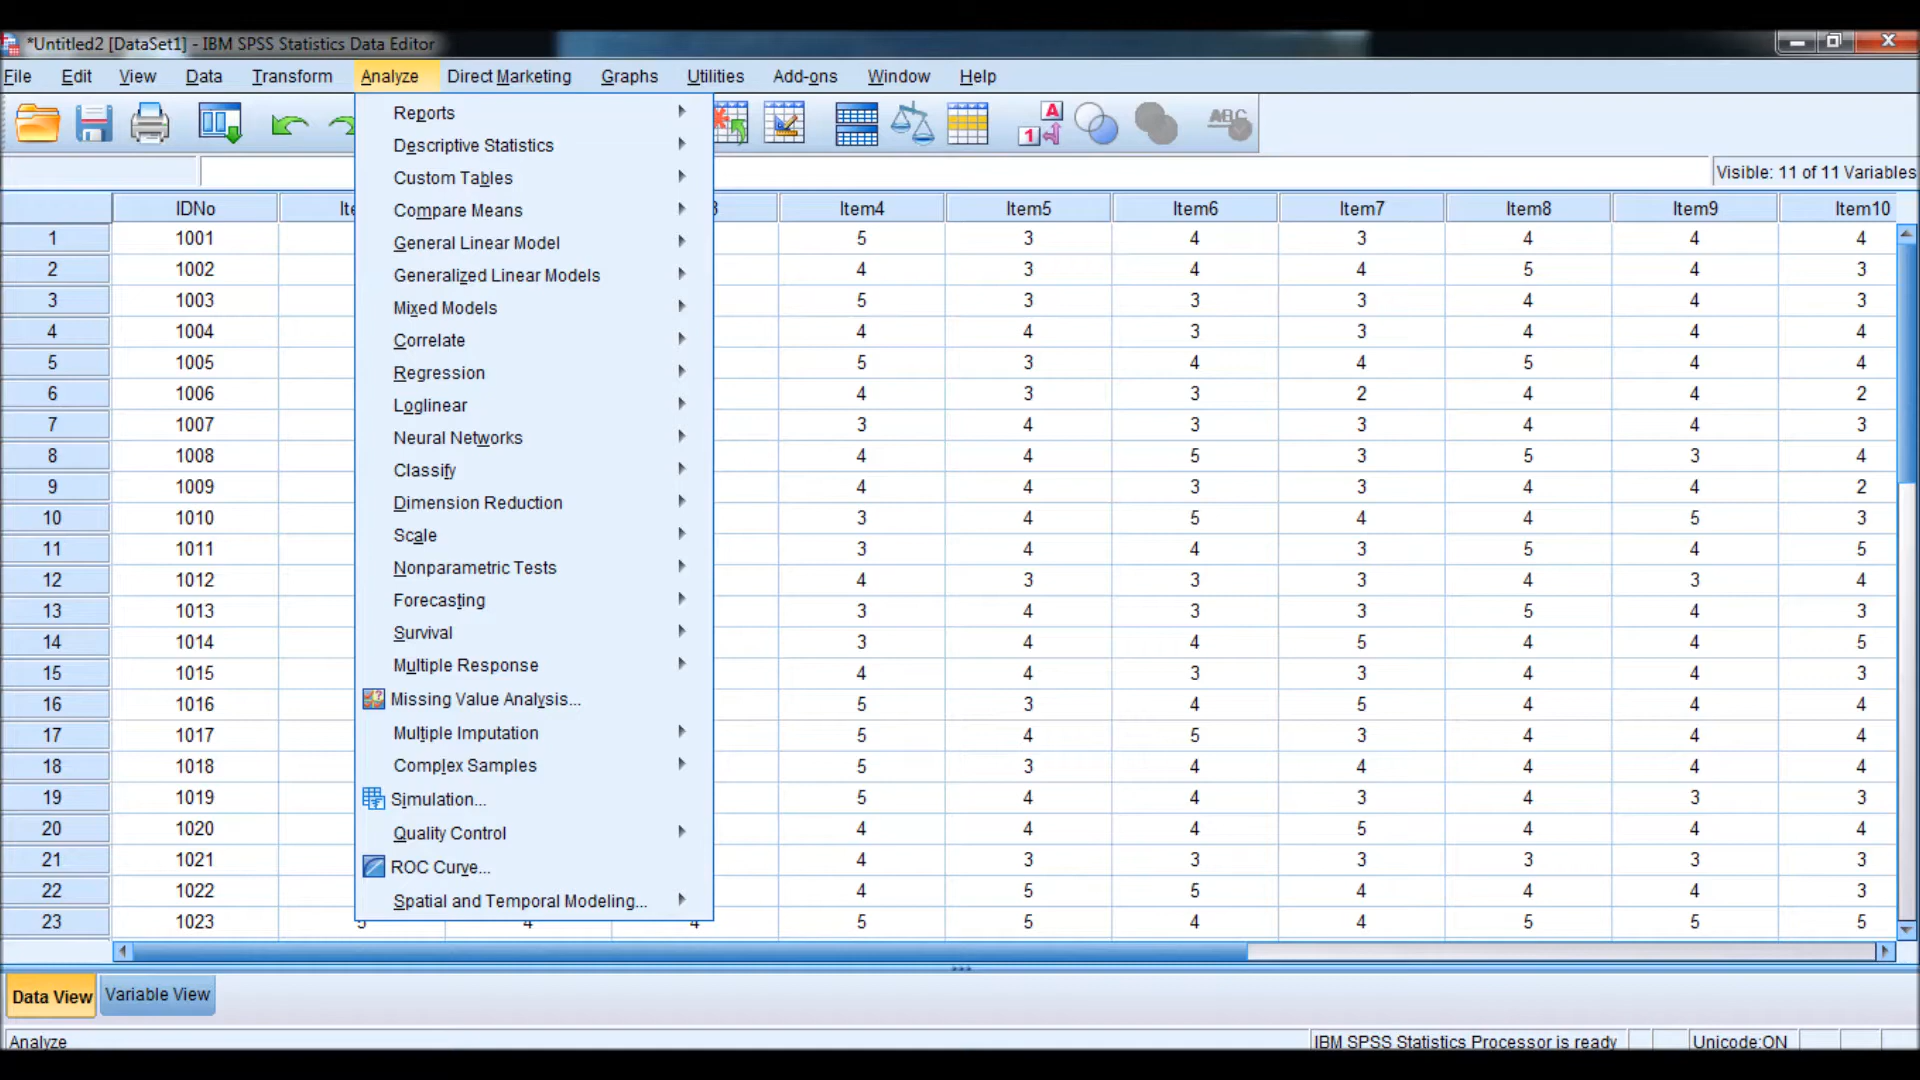 *Untitled2 [DataSet1] - IBM SPSS Statistics Data Editor
File Edit View Data Transform Analyze Direct Marketing Graphs Utilities Add-ons Window Help
A
1
ABC
Visible: 11 of 11 Variables
Reports
Descriptive Statistics
Custom Tables
Compare Means
General Linear Model
Generalized Linear Models
Mixed Models
Correlate
Regression
Loglinear
Neural Networks
Classify
Dimension Reduction
Scale
Nonparametric Tests
Forecasting
Survival
Multiple Response
Missing Value Analysis...
Multiple Imputation
Complex Samples
Simulation...
Quality Control
ROC Curve...
Spatial and Temporal Modeling...
IDNo Item4 Item5 Item6 Item7 Item8 Item9 Item10
1 1001 5 3 4 3 4 4 4
2 1002 4 3 4 4 5 4 3
3 1003 5 3 3 3 4 4 3
4 1004 4 4 3 3 4 4 4
5 1005 5 3 4 4 5 4 4
6 1006 4 3 3 2 4 4 2
7 1007 3 4 3 3 4 4 3
8 1008 4 4 5 3 5 3 4
9 1009 4 4 3 3 4 4 2
10 1010 3 4 5 4 4 5 3
11 1011 3 4 4 3 5 4 5
12 1012 4 3 3 3 4 3 4
13 1013 3 4 3 3 5 4 3
14 1014 3 4 4 5 4 4 5
15 1015 4 4 3 3 4 4 3
16 1016 5 3 4 5 4 4 4
17 1017 5 4 5 3 4 4 4
18 1018 5 3 4 4 4 4 4
19 1019 5 4 4 3 4 3 3
20 1020 4 4 4 5 4 4 4
21 1021 4 3 3 3 3 3 3
22 1022 4 5 5 4 4 4 3
23 1023 5 4 4 5 5 4 4 5 5 5
Data View Variable View
Analyze
IBM SPSS Statistics Processor is ready Unicode:ON